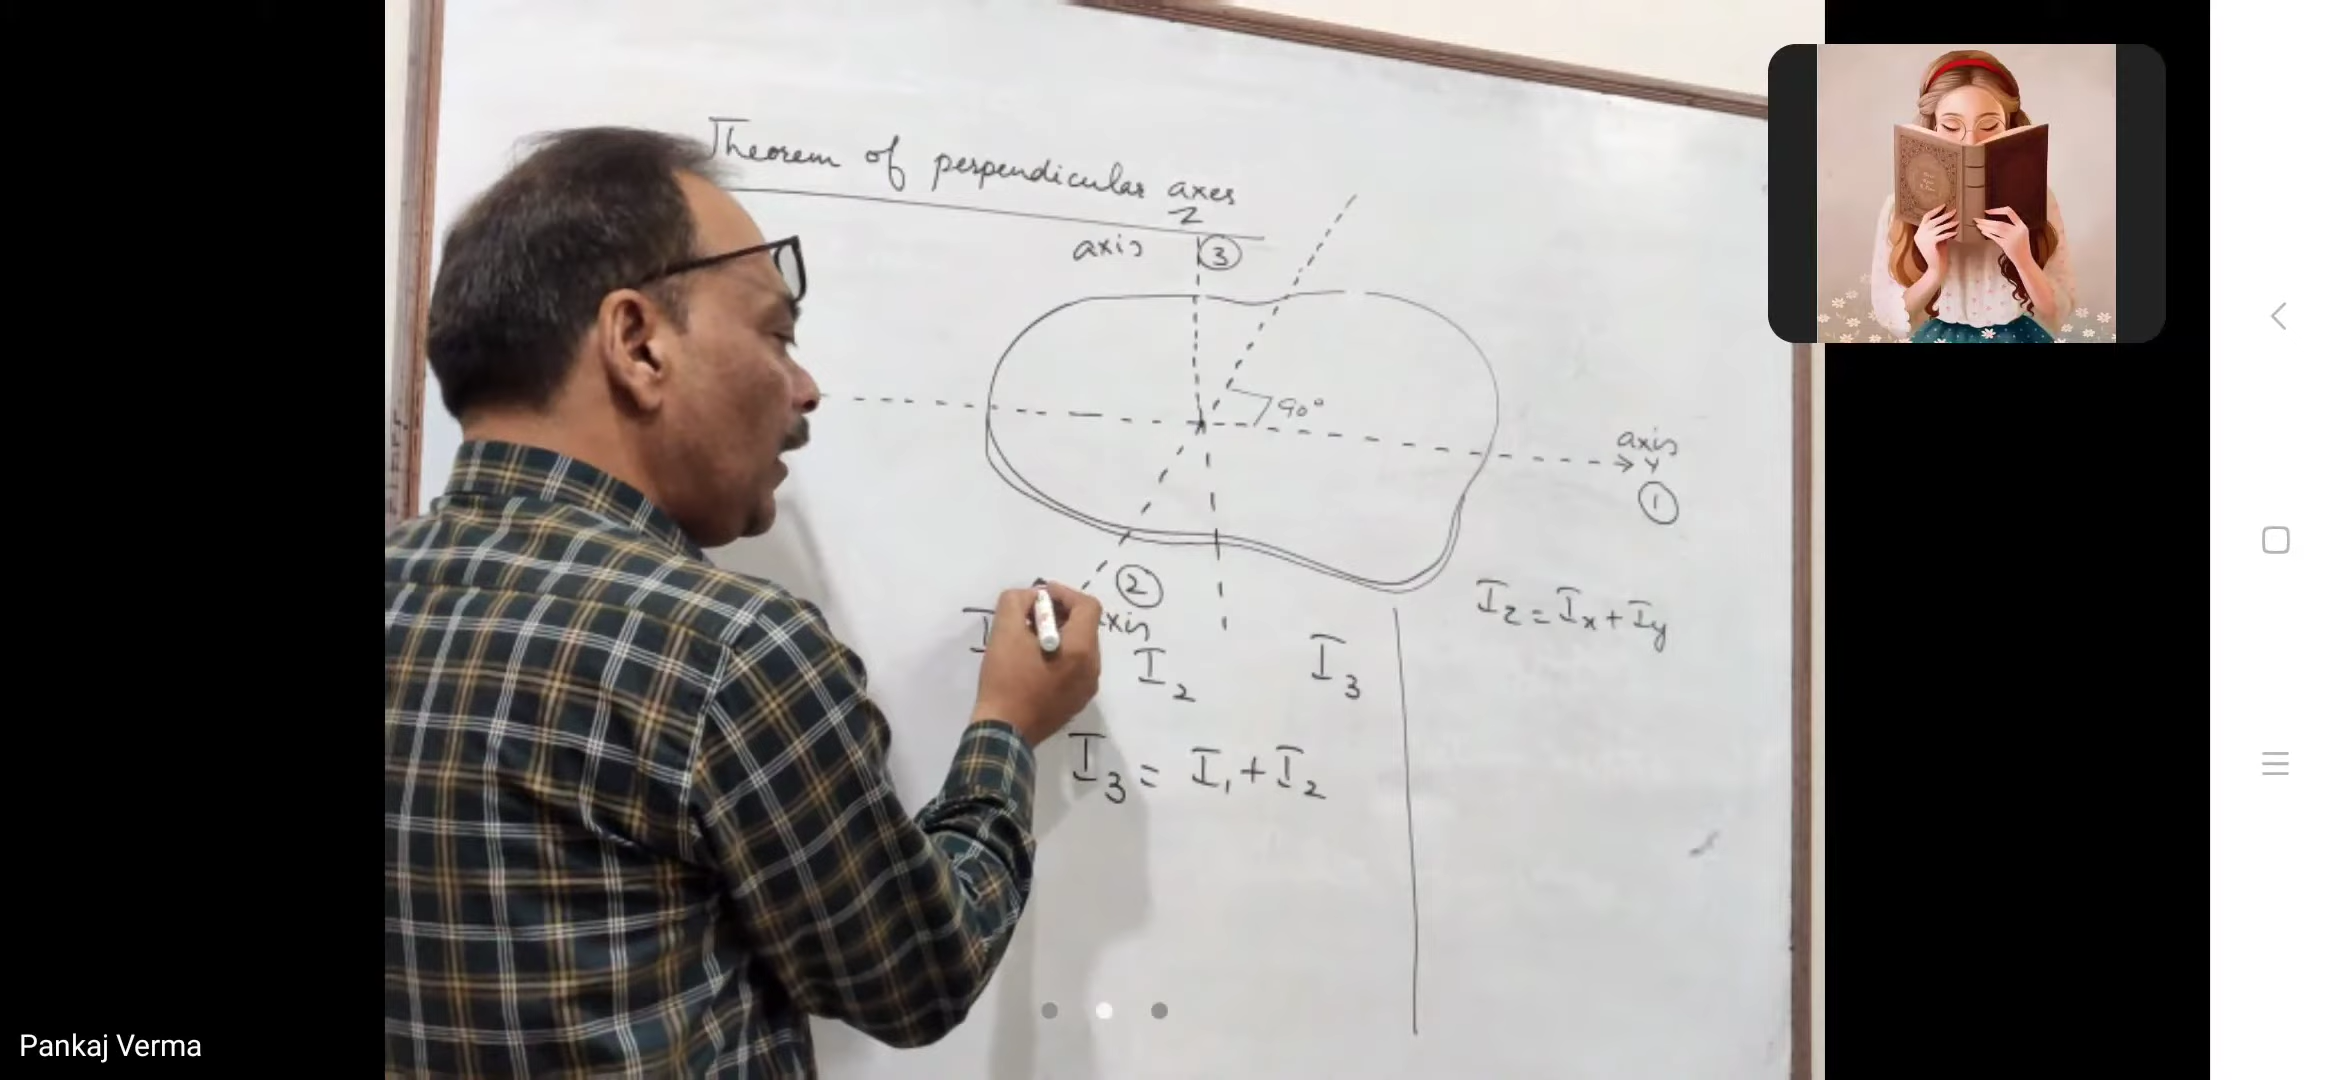 Theorem of perpendicular axes
Z
axis ③
90°
axis
Y
①
②
I₂ I₃
I₃ = I₁ + I₂
Iz = Ix + Iy
Pankaj Verma